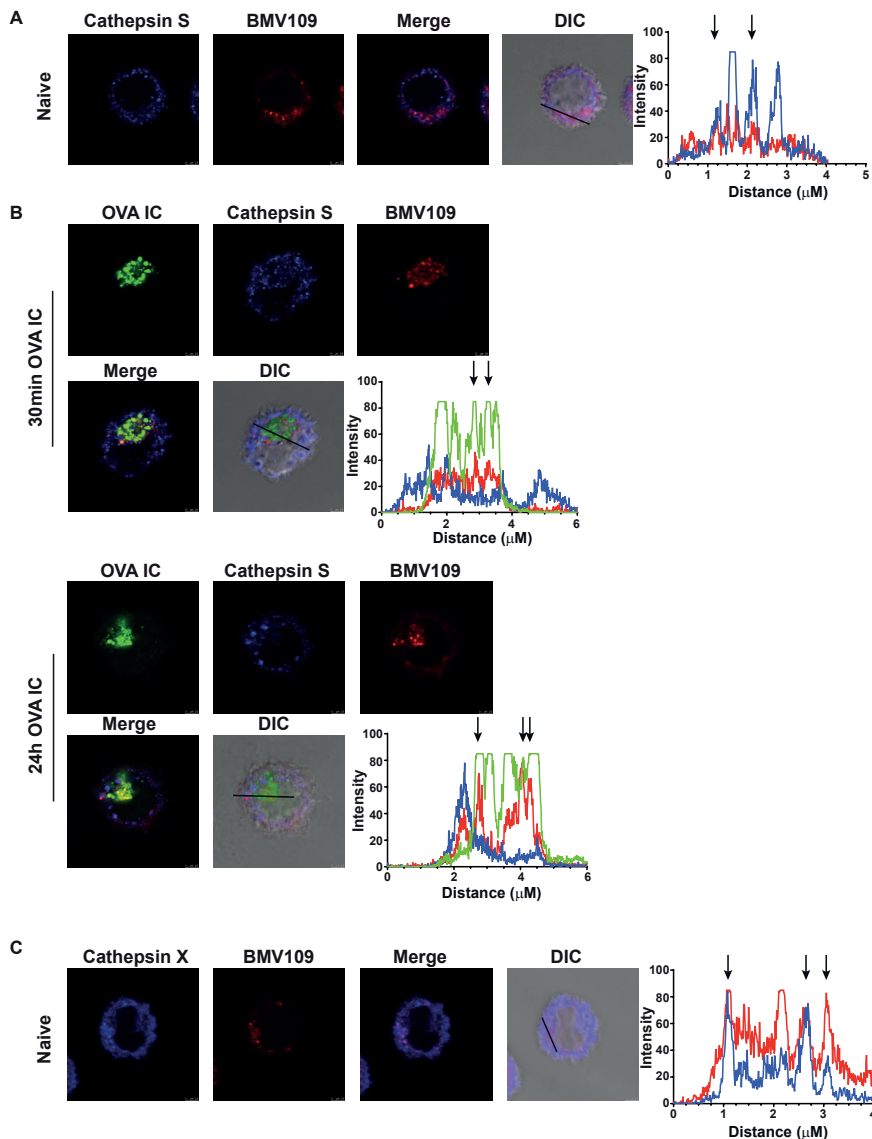 A
Cathepsin S BMV109 Merge DIC
Naive
Intensity
100
80
60
40
20
0
0 1 2 3 4 5
Distance (μM)
B
OVA IC Cathepsin S BMV109
30min OVA IC
Merge DIC
Intensity
100
80
60
40
20
0
0 2 4 6
Distance (μM)
OVA IC Cathepsin S BMV109
24h OVA IC
Merge DIC
Intensity
100
80
60
40
20
0
0 2 4 6
Distance (μM)
C
Cathepsin X BMV109 Merge DIC
Naive
Intensity
100
80
60
40
20
0
0 1 2 3 4
Distance (μM)